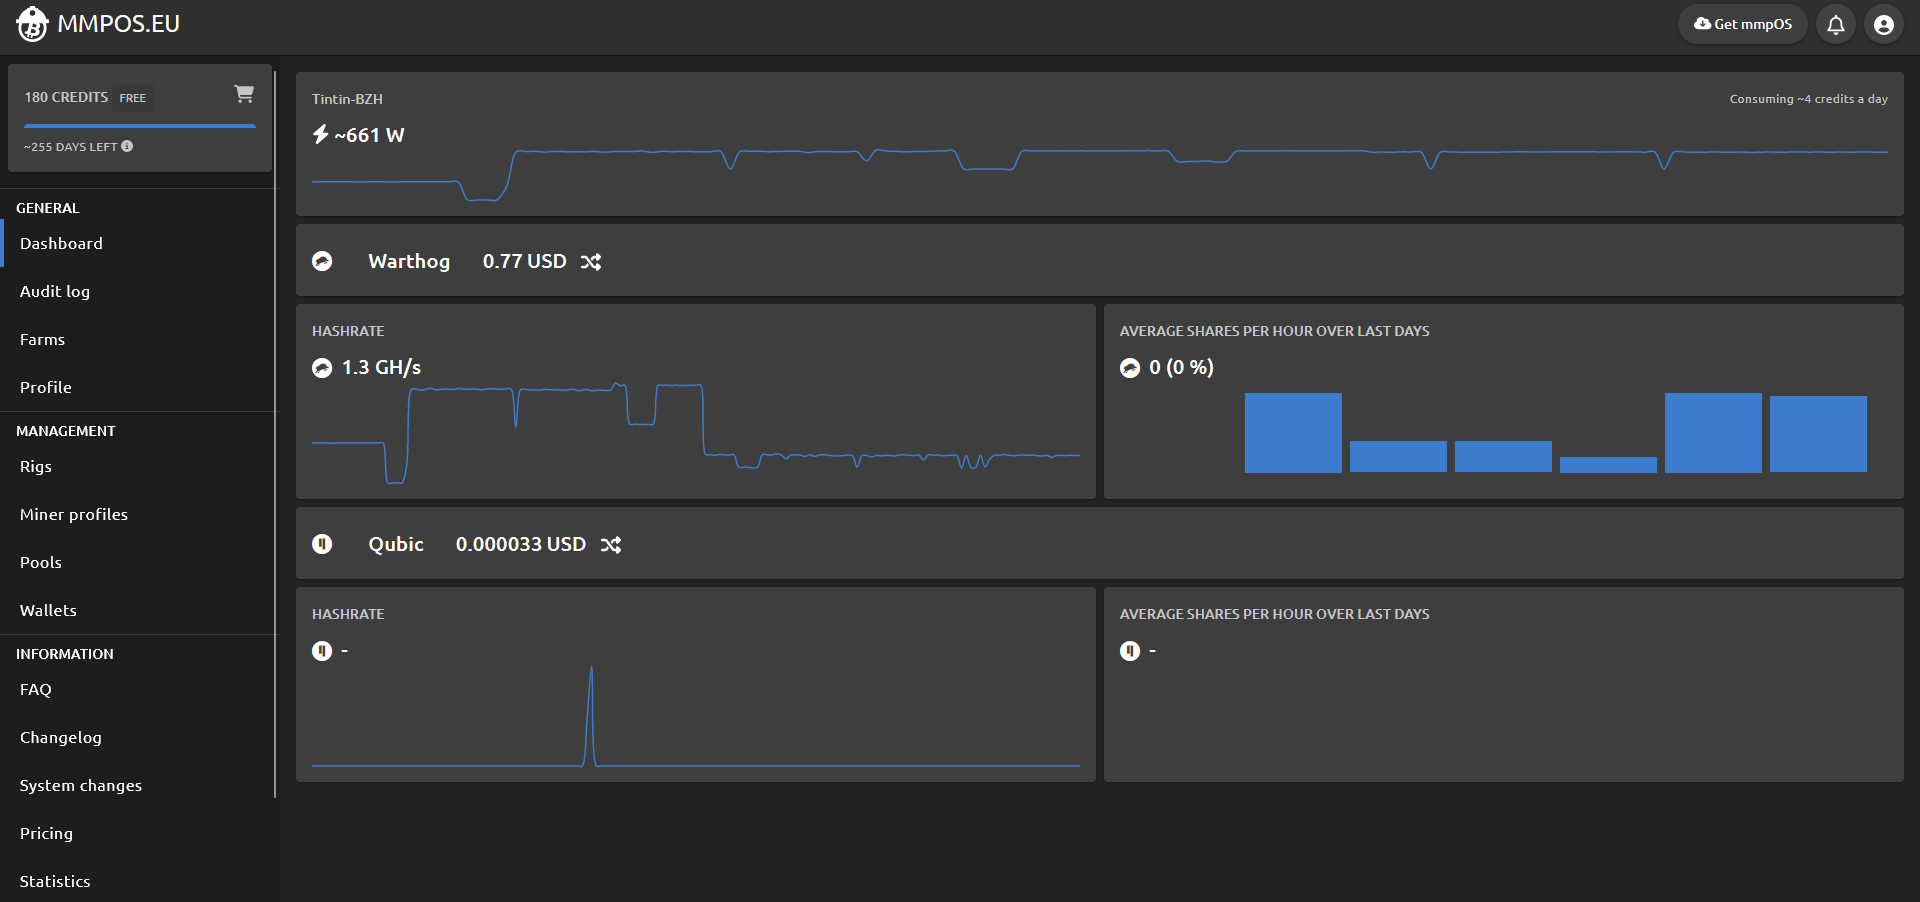 MMPOS.EU
Get mmpOS
180 CREDITS FREE
~255 DAYS LEFT
GENERAL
Dashboard
Audit log
Farms
Profile
MANAGEMENT
Rigs
Miner profiles
Pools
Wallets
INFORMATION
FAQ
Changelog
System changes
Pricing
Statistics
Tintin-BZH
Consuming ~4 credits a day
~661 W
Warthog 0.77 USD
HASHRATE
1.3 GH/s
AVERAGE SHARES PER HOUR OVER LAST DAYS
0 (0 %)
Qubic 0.000033 USD
HASHRATE
-
AVERAGE SHARES PER HOUR OVER LAST DAYS
-